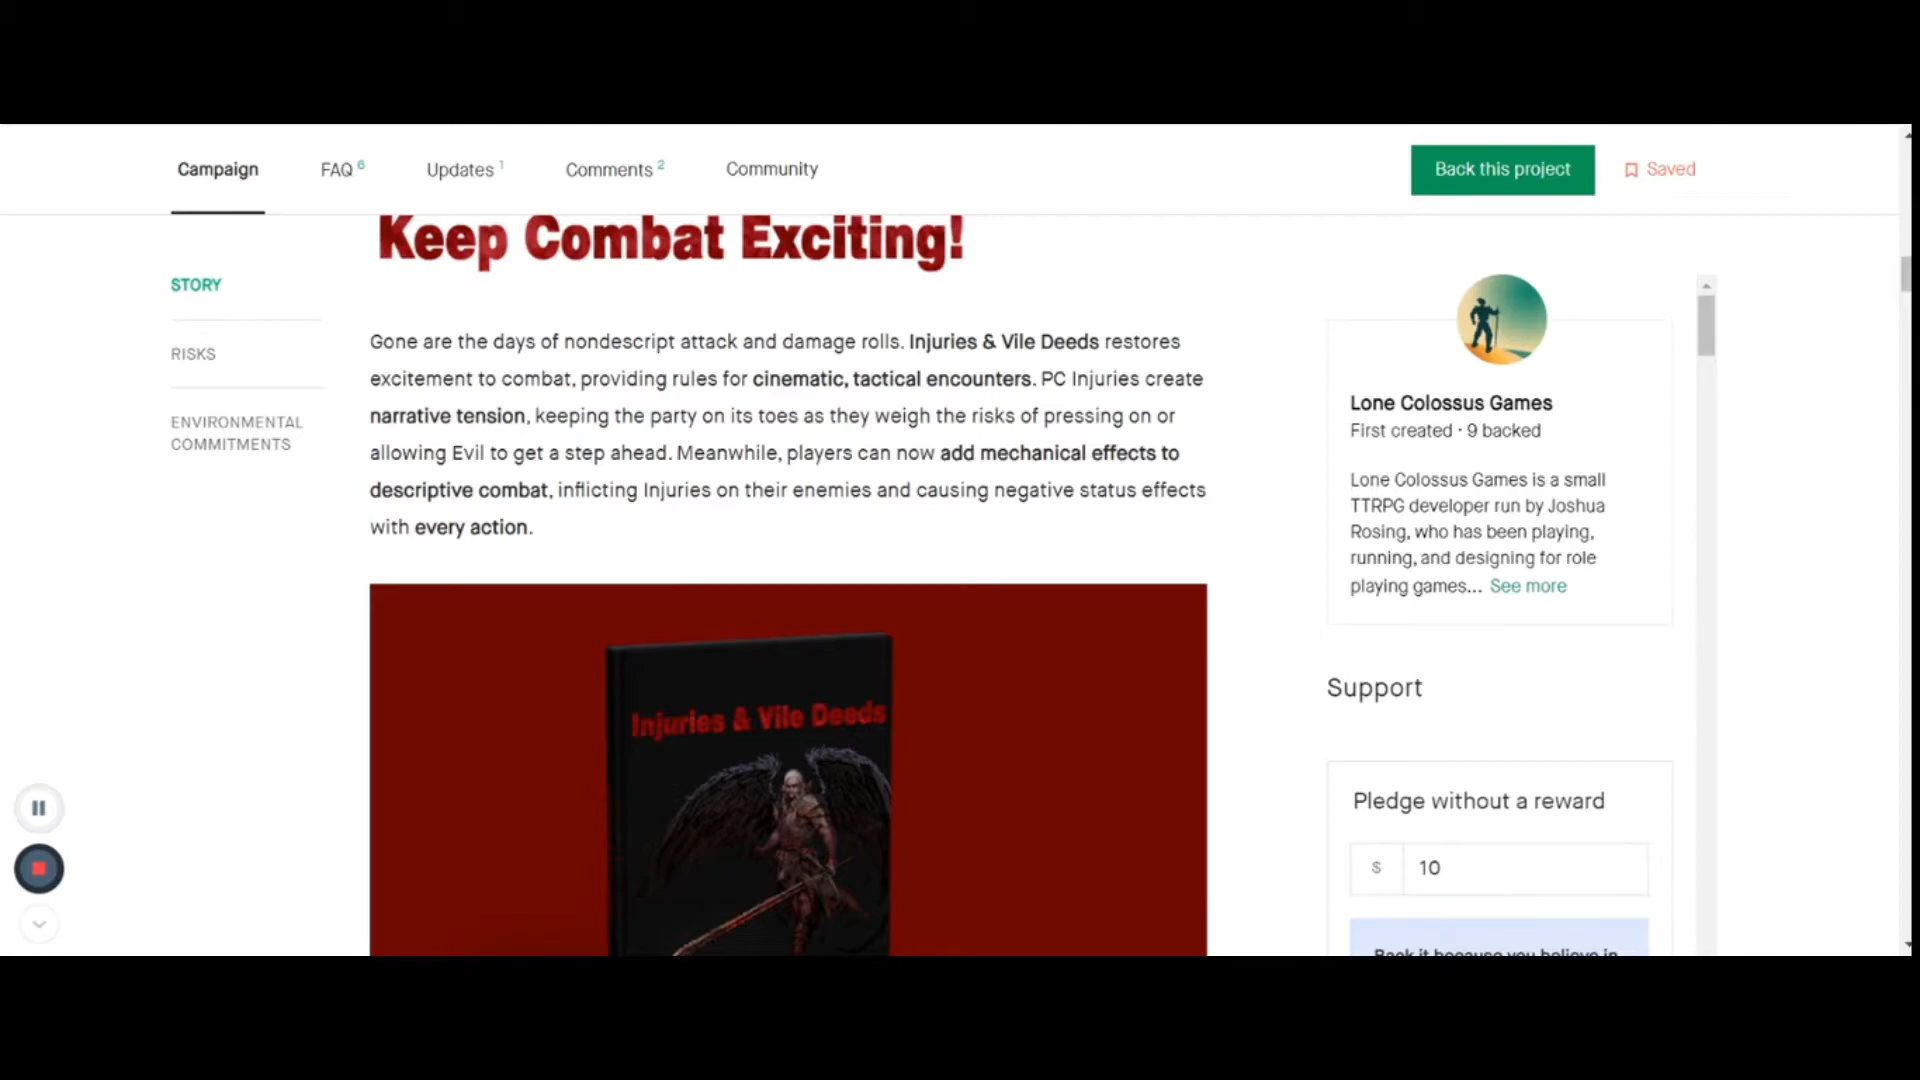 Campaign
FAQ 6
Updates 1
Comments 2
Community
Back this project
Saved
Keep Combat Exciting!
STORY
RISKS
ENVIRONMENTAL
COMMITMENTS
Gone are the days of nondescript attack and damage rolls. Injuries & Vile Deeds restores
excitement to combat, providing rules for cinematic, tactical encounters. PC Injuries create
narrative tension, keeping the party on its toes as they weigh the risks of pressing on or
allowing Evil to get a step ahead. Meanwhile, players can now add mechanical effects to
descriptive combat, inflicting Injuries on their enemies and causing negative status effects
with every action.
Injuries & Vile Deeds
Lone Colossus Games
First created · 9 backed
Lone Colossus Games is a small
TTRPG developer run by Joshua
Rosing, who has been playing,
running, and designing for role
playing games... See more
Support
Pledge without a reward
$ 10
Back it because you believe in